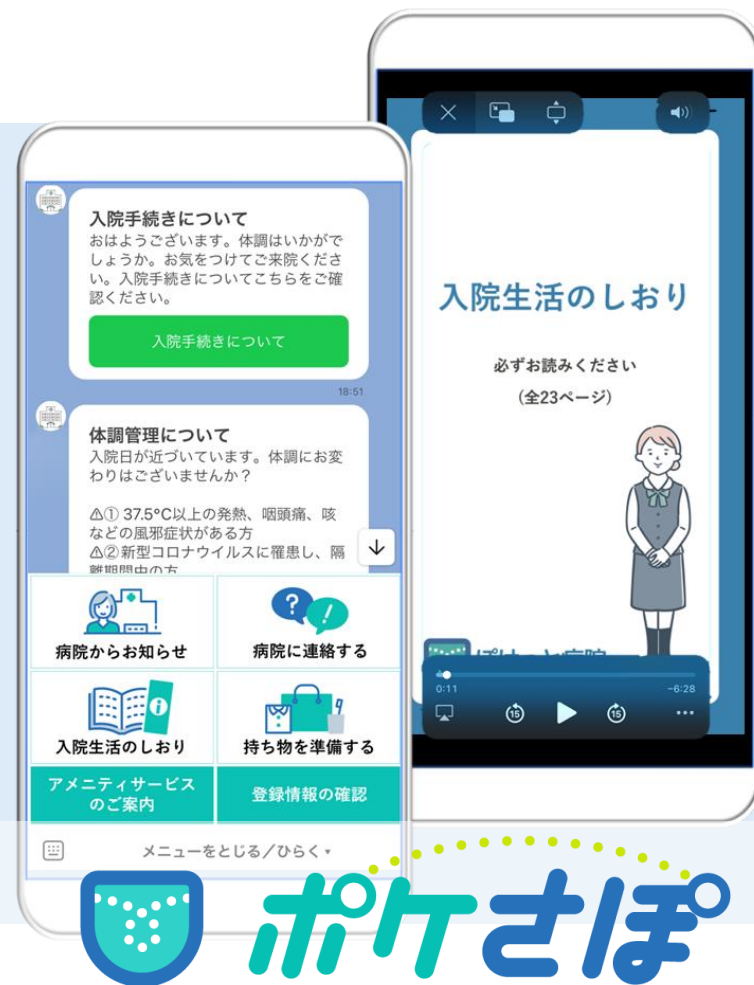 入院手続きについて
おはようございます。体調はいかがで
しょうか。お気をつけてご来院くださ
い。入院手続きについてこちらをご確
認ください。
入院手続きについて
18:51
体調管理について
入院日が近づいています。体調にお変
わりはございませんか?
⚠① 37.5°C以上の発熱、咽頭痛、咳
などの風邪症状がある方
⚠②新型コロナウイルスに罹患し、隔
離期間中の方
病院からお知らせ
病院に連絡する
入院生活のしおり
持ち物を準備する
アメニティサービス
のご案内
登録情報の確認
メニューをとじる/ひらく▾
入院生活のしおり
必ずお読みください
(全23ページ)
ぽけっと病院
0:11
-6:28
15
15
ポケさぽ